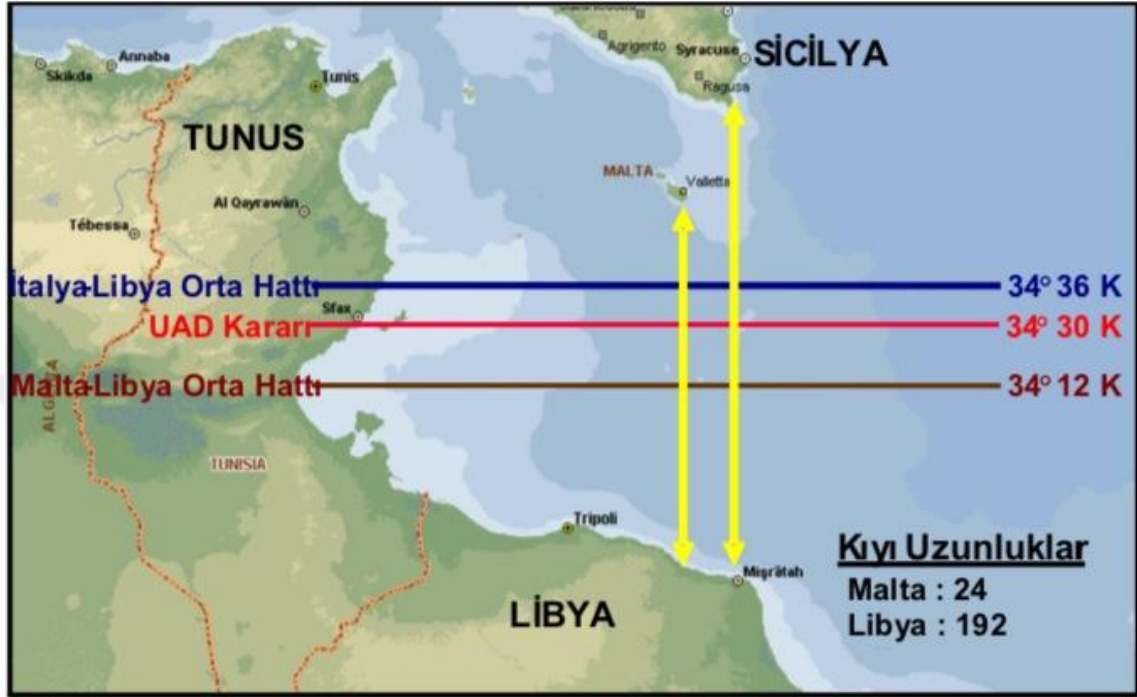 Agrigento
Syracuse
SİCİLYA
Annaba
Skikda
Tunis
Ragusa
TUNUS
MALTA
Valletta
Al Qayrawān
Tébessa
İtalya-Libya Orta Hattı
34° 36 K
Sfax
UAD Kararı
34° 30 K
Malta-Libya Orta Hattı
34° 12 K
ALGERIA
TUNISIA
Tripoli
Kıyı Uzunluklar
Mişrātah
Malta : 24
LİBYA
Libya : 192